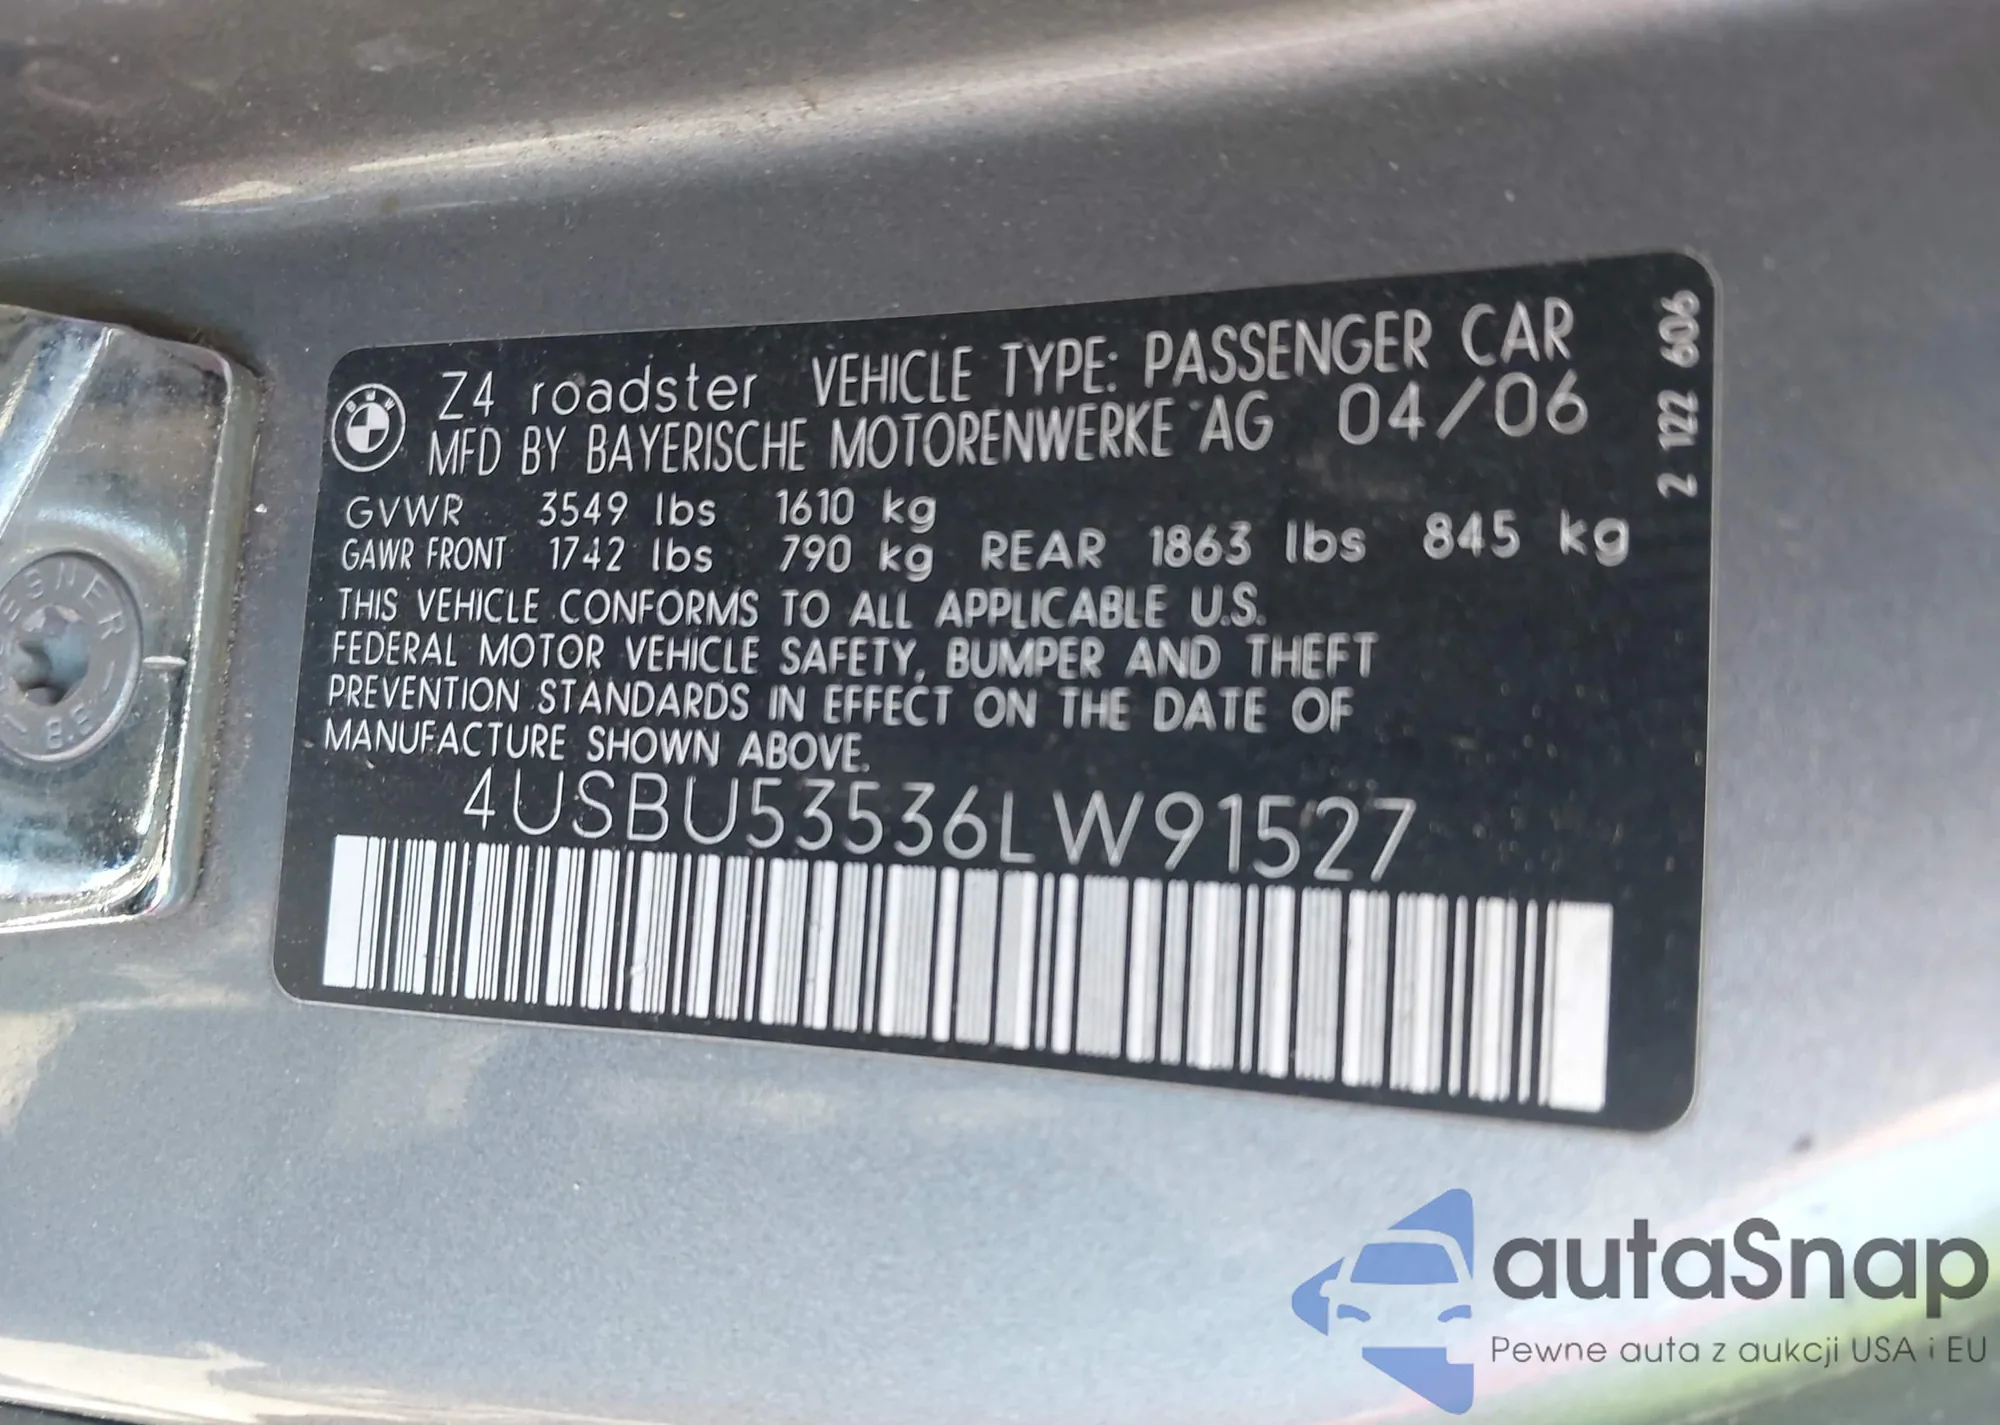 Z4 roadster VEHICLE TYPE: PASSENGER CAR
MFD BY BAYERISCHE MOTORENWERKE AG 04/06
GVWR 3549 lbs 1610 kg
GAWR FRONT 1742 lbs 790 kg REAR 1863 lbs 845 kg
THIS VEHICLE CONFORMS TO ALL APPLICABLE U.S.
FEDERAL MOTOR VEHICLE SAFETY, BUMPER AND THEFT
PREVENTION STANDARDS IN EFFECT ON THE DATE OF
MANUFACTURE SHOWN ABOVE.
4USBU53536LW91527
2 122 606
BMW
8.8
autaSnap
Pewne auta z aukcji USA i EU